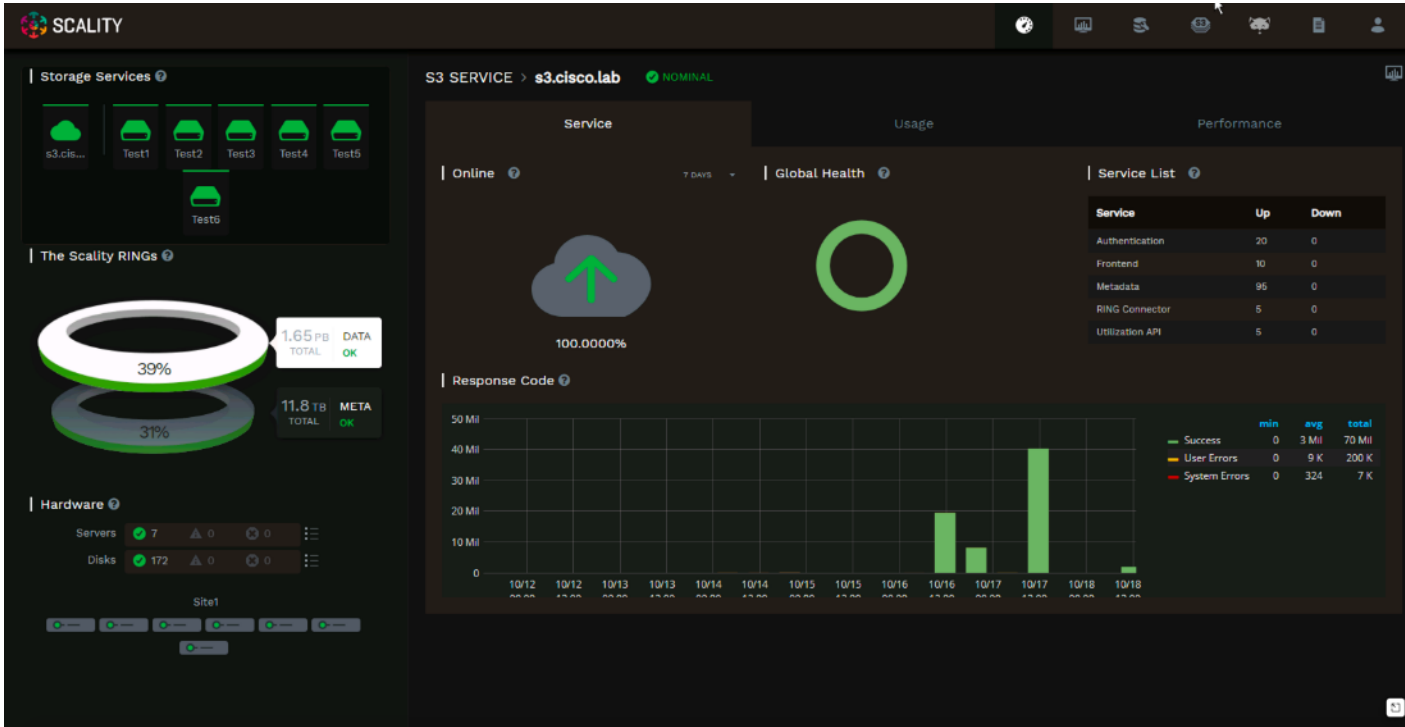 SCALITY
Storage Services
s3.cis...
Test1
Test2
Test3
Test4
Test5
Test6
The Scality RINGs
1.65 PB DATA
TOTAL OK
39%
11.8 TB META
TOTAL OK
31%
Hardware
Servers 7 0 0
Disks 172 0 0
Site1
S3 SERVICE > s3.cisco.lab NOMINAL
Service
Usage
Performance
Online
7 DAYS
100.0000%
Global Health
Service List
Service Up Down
Authentication 20 0
Frontend 10 0
Metadata 95 0
RING Connector 5 0
Utilization API 5 0
Response Code
50 Mil
40 Mil
30 Mil
20 Mil
10 Mil
0
10/12 10/12 10/13 10/13 10/14 10/14 10/15 10/15 10/16 10/16 10/17 10/17 10/18 10/18
min avg total
Success 0 3 Mil 70 Mil
User Errors 0 9 K 200 K
System Errors 0 324 7 K